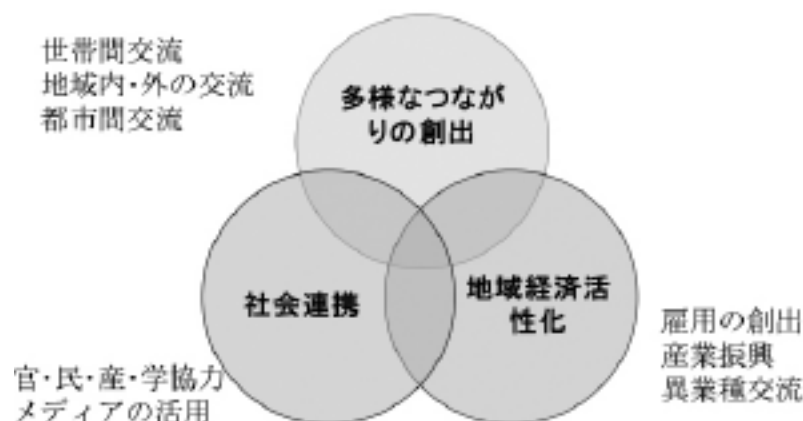 世帯間交流
地域内・外の交流
都市間交流
多様なつなが
りの創出
社会連携
地域経済活
性化
官・民・産・学協力
メディアの活用
雇用の創出
産業振興
異業種交流